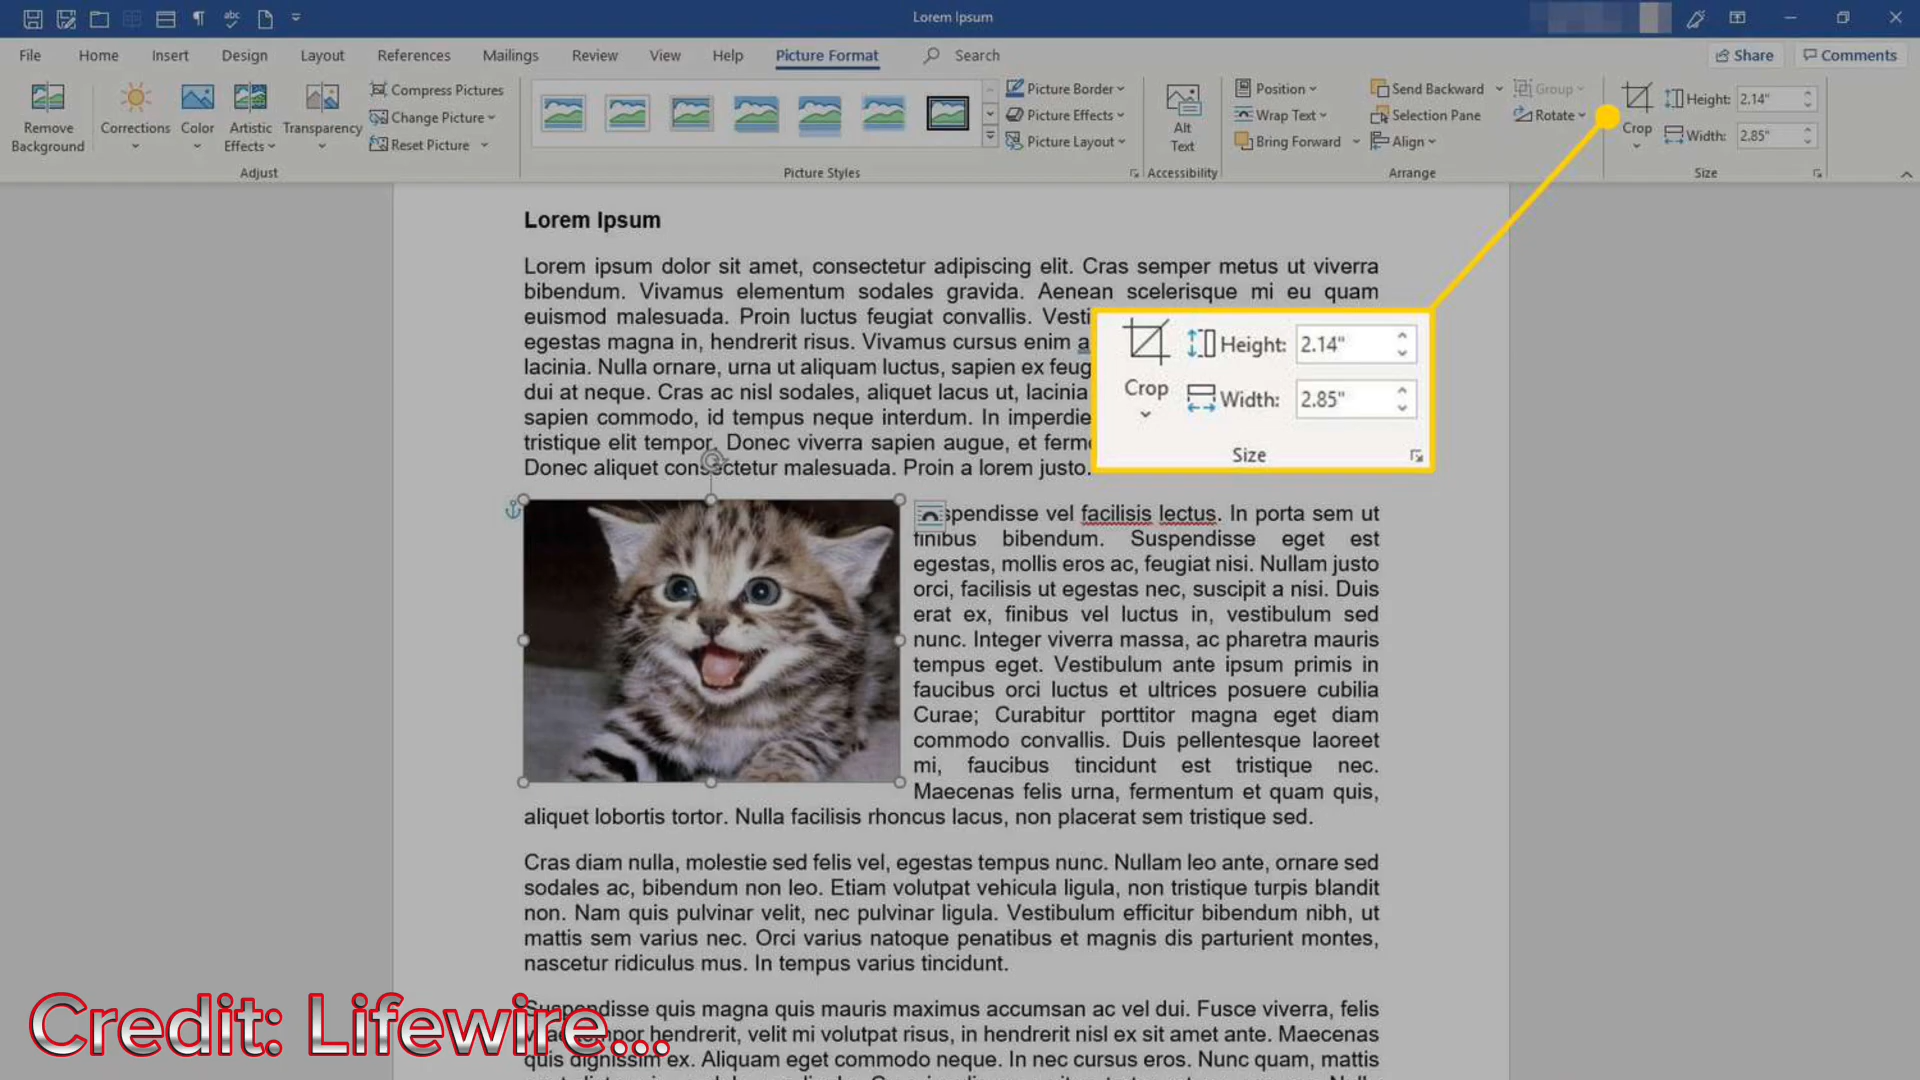 Lorem Ipsum
File Home Insert Design Layout References Mailings Review View Help Picture Format Search Share Comments
Remove Background
Corrections
Color
Artistic Effects
Transparency
Compress Pictures
Change Picture
Reset Picture
Adjust
Picture Styles
Picture Border
Picture Effects
Picture Layout
Alt Text
Accessibility
Position
Wrap Text
Bring Forward
Send Backward
Selection Pane
Align
Group
Rotate
Arrange
Crop
Height: 2.14"
Width: 2.85"
Size
Lorem Ipsum
Lorem ipsum dolor sit amet, consectetur adipiscing elit. Cras semper metus ut viverra
bibendum. Vivamus elementum sodales gravida. Aenean scelerisque mi eu quam
euismod malesuada. Proin luctus feugiat convallis. Vesti
egestas magna in, hendrerit risus. Vivamus cursus enim a
lacinia. Nulla ornare, urna ut aliquam luctus, sapien ex feug
dui at neque. Cras ac nisl sodales, aliquet lacus ut, lacinia
sapien commodo, id tempus neque interdum. In imperdie
tristique elit tempor. Donec viverra sapien augue, et ferme
Donec aliquet consectetur malesuada. Proin a lorem justo.
Crop
Height: 2.14"
Width: 2.85"
Size
spendisse vel facilisis lectus. In porta sem ut
finibus bibendum. Suspendisse eget est
egestas, mollis eros ac, feugiat nisi. Nullam justo
orci, facilisis ut egestas nec, suscipit a nisi. Duis
erat ex, finibus vel luctus in, vestibulum sed
nunc. Integer viverra massa, ac pharetra mauris
tempus eget. Vestibulum ante ipsum primis in
faucibus orci luctus et ultrices posuere cubilia
Curae; Curabitur porttitor magna eget diam
commodo convallis. Duis pellentesque laoreet
mi, faucibus tincidunt est tristique nec.
Maecenas felis urna, fermentum et quam quis,
aliquet lobortis tortor. Nulla facilisis rhoncus lacus, non placerat sem tristique sed.
Cras diam nulla, molestie sed felis vel, egestas tempus nunc. Nullam leo ante, ornare sed
sodales ac, bibendum non leo. Etiam volutpat vehicula ligula, non tristique turpis blandit
non. Nam quis pulvinar velit, nec pulvinar ligula. Vestibulum efficitur bibendum nibh, ut
mattis sem varius nec. Orci varius natoque penatibus et magnis dis parturient montes,
nascetur ridiculus mus. In tempus varius tincidunt.
Suspendisse quis magna quis mauris maximus accumsan ac vel dui. Fusce viverra, felis
hendrerit, velit mi volutpat risus, in hendrerit nisl ex sit amet ante. Maecenas
quis dignissim ex. Aliquam eget commodo neque. In nec cursus eros. Nunc quam, mattis
Credit: Lifewire...